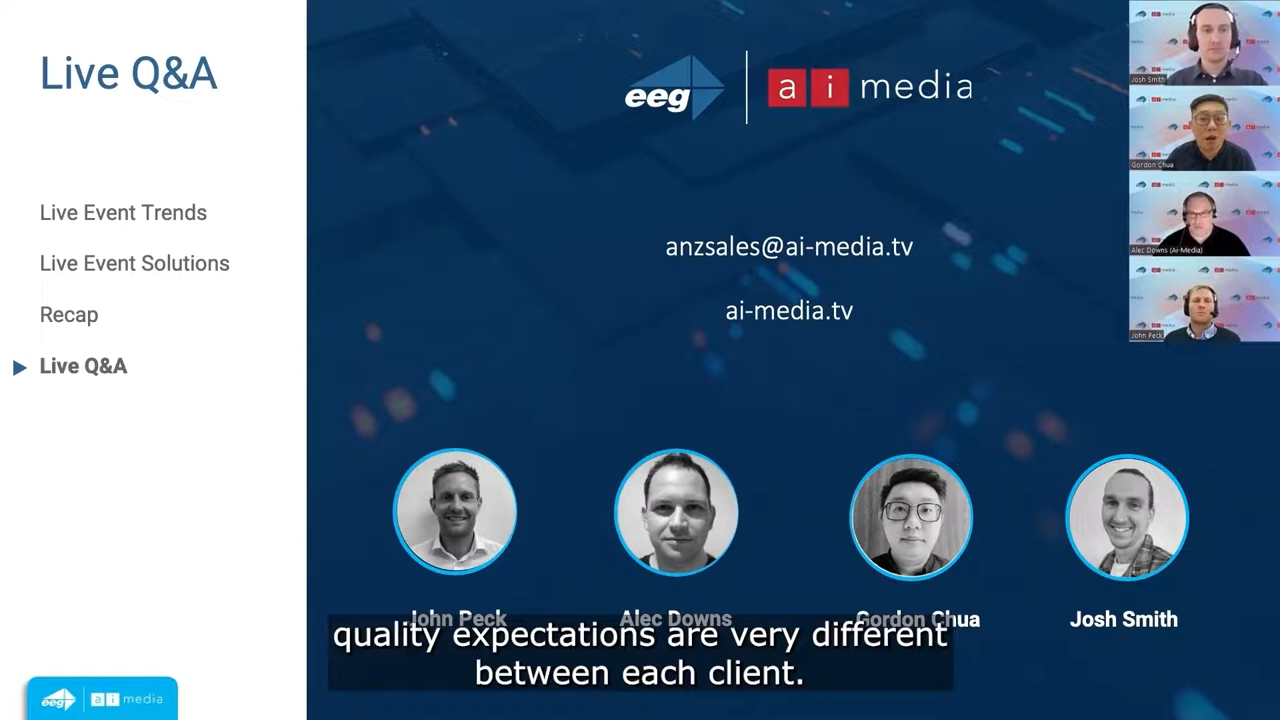 Live Q&A
Live Event Trends
Live Event Solutions
Recap
Live Q&A
eeg
ai media
eeg
ai media
anzsales@ai-media.tv
ai-media.tv
Josh Smith
Gordon Chua
Alec Downs (Ai-Media)
John Peck
John Peck
Alec Downs
Gordon Chua
Josh Smith
quality expectations are very different
between each client.